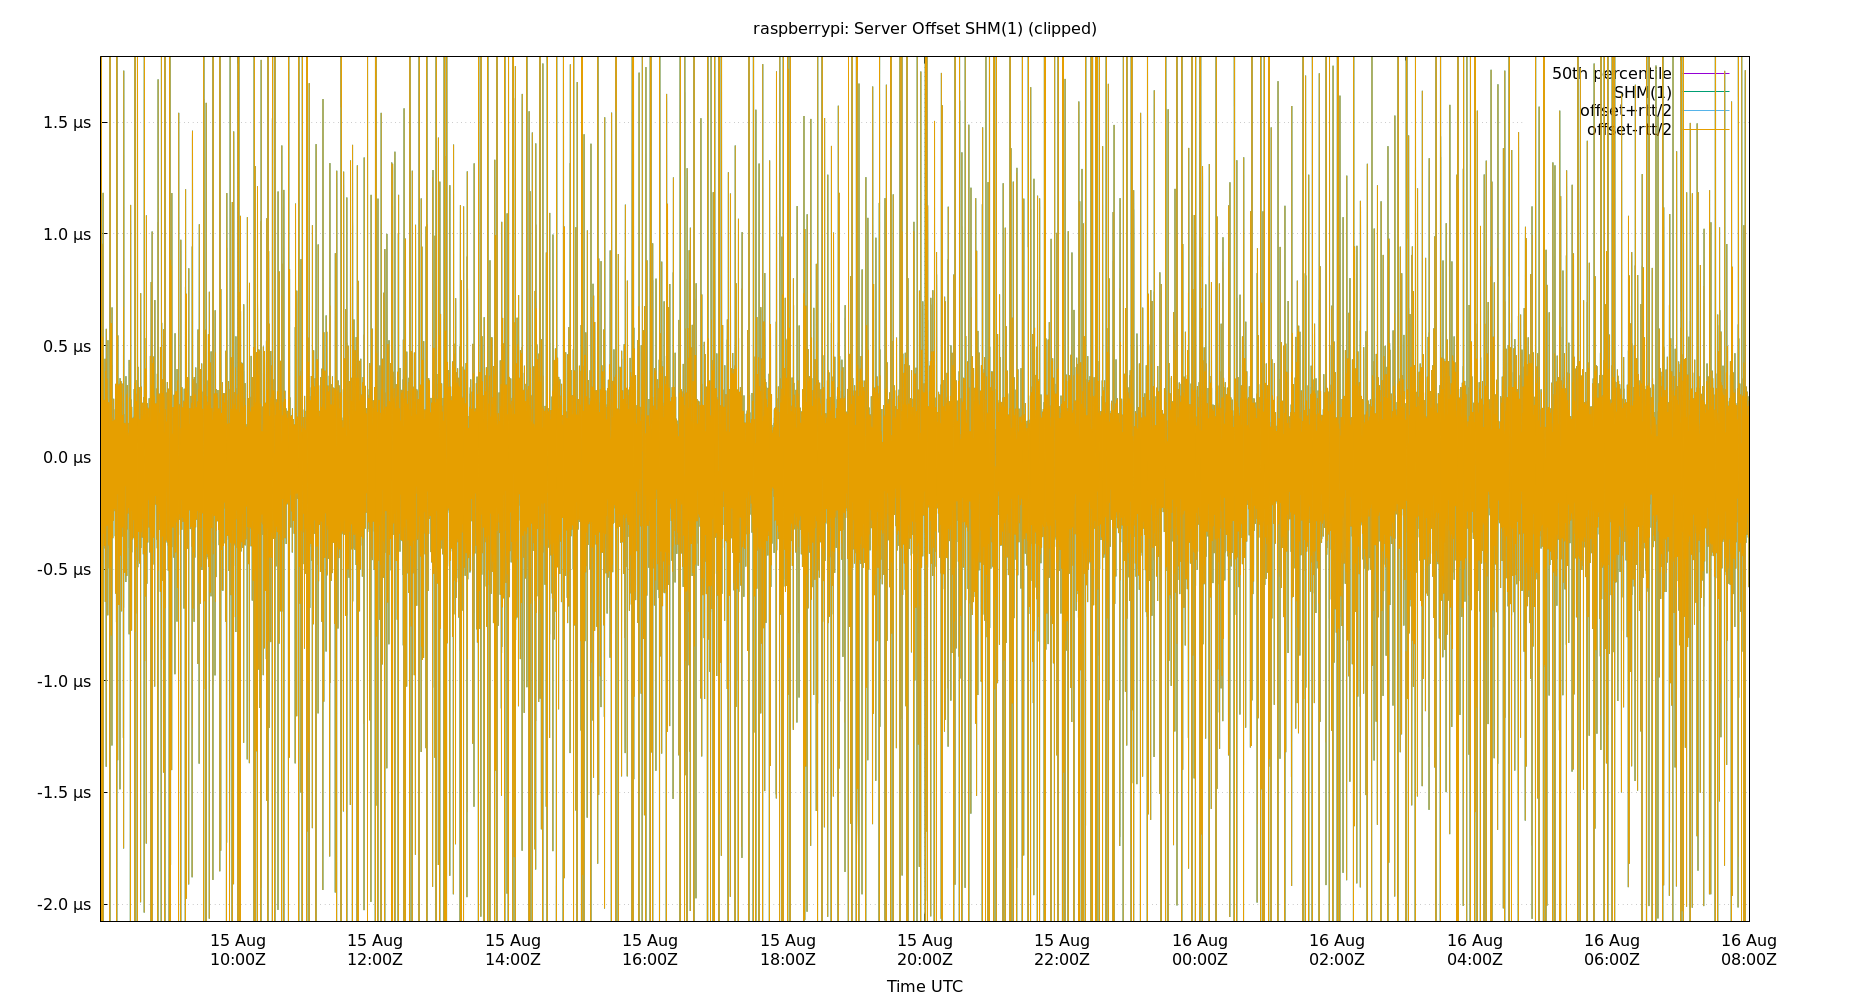 raspberrypi: Server Offset SHM(1) (clipped)
50th percentile
SHM(1)
offset+rtt/2
offset-rtt/2
1.5 µs
1.0 µs
0.5 µs
0.0 µs
-0.5 µs
-1.0 µs
-1.5 µs
-2.0 µs
15 Aug 15 Aug 15 Aug 15 Aug 15 Aug 15 Aug 15 Aug 16 Aug 16 Aug 16 Aug 16 Aug 16 Aug
10:00Z 12:00Z 14:00Z 16:00Z 18:00Z 20:00Z 22:00Z 00:00Z 02:00Z 04:00Z 06:00Z 08:00Z
Time UTC